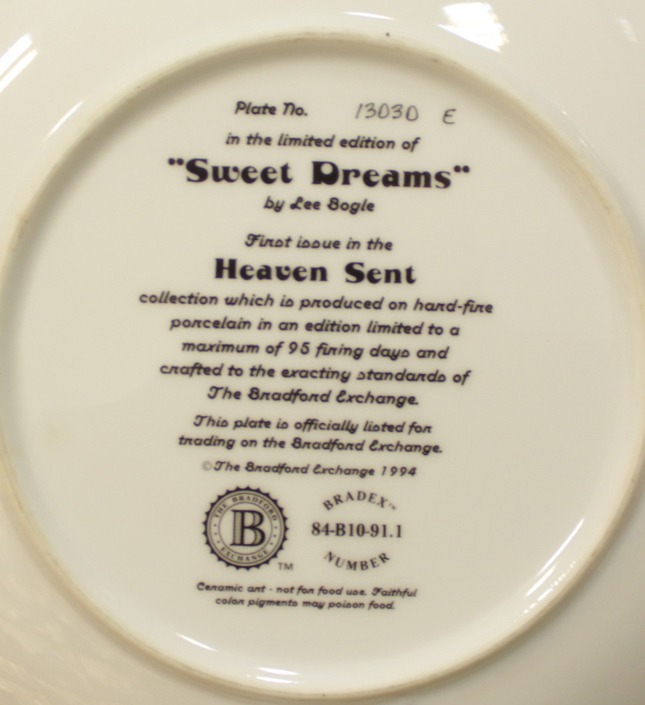 Plate No. 13030 E
in the limited edition of
"Sweet Dreams"
by Lee Bogle
First issue in the
Heaven Sent
collection which is produced on hard-fire
porcelain in an edition limited to a
maximum of 95 firing days and
crafted to the exacting standards of
The Bradford Exchange.
This plate is officially listed for
trading on the Bradford Exchange.
©The Bradford Exchange 1994
THE BRADFORD
B
EXCHANGE
TM
BRADEX™
84-B10-91.1
NUMBER
Ceramic art - not for food use. Faithful
color pigments may poison food.